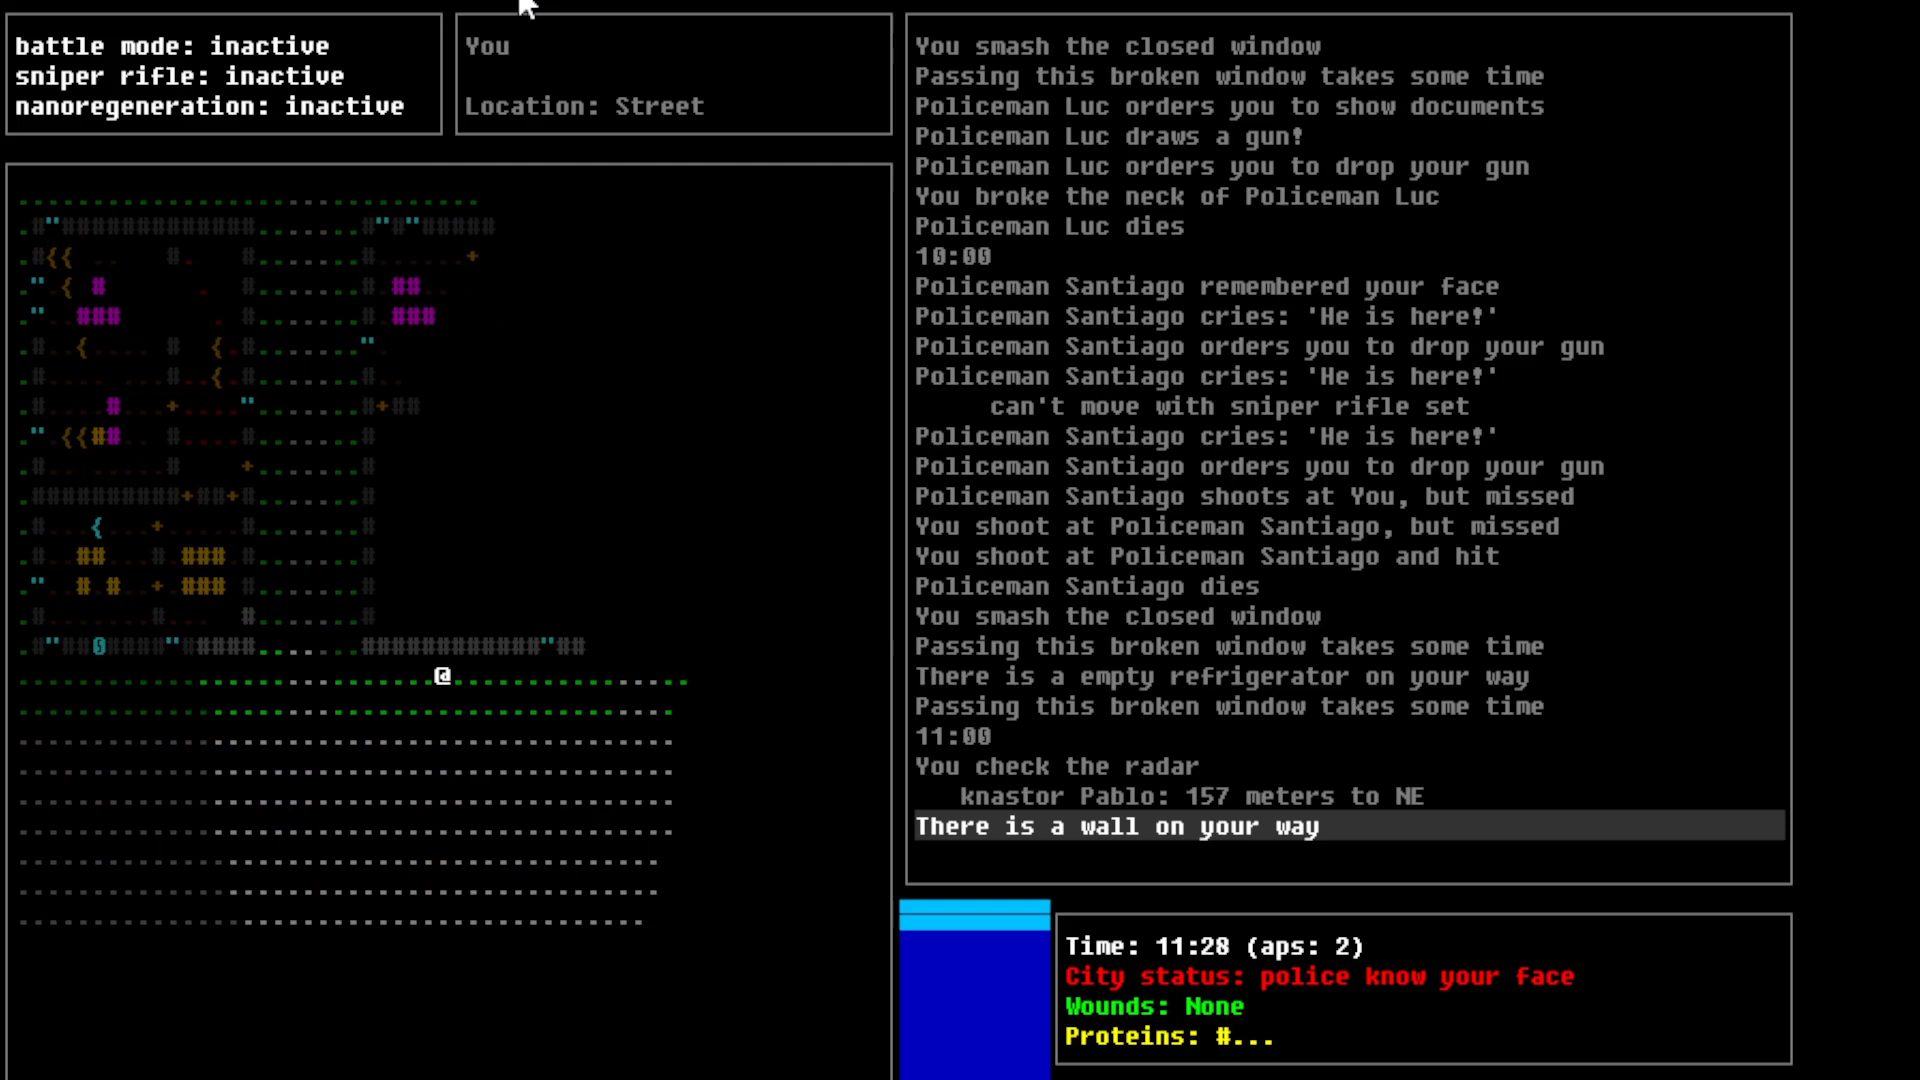 battle mode: inactive
sniper rifle: inactive
nanoregeneration: inactive
You
Location: Street
You smash the closed window
Passing this broken window takes some time
Policeman Luc orders you to show documents
Policeman Luc draws a gun!
Policeman Luc orders you to drop your gun
You broke the neck of Policeman Luc
Policeman Luc dies
10:00
Policeman Santiago remembered your face
Policeman Santiago cries: 'He is here!'
Policeman Santiago orders you to drop your gun
Policeman Santiago cries: 'He is here!'
can't move with sniper rifle set
Policeman Santiago cries: 'He is here!'
Policeman Santiago orders you to drop your gun
Policeman Santiago shoots at You, but missed
You shoot at Policeman Santiago, but missed
You shoot at Policeman Santiago and hit
Policeman Santiago dies
You smash the closed window
Passing this broken window takes some time
There is a empty refrigerator on your way
Passing this broken window takes some time
11:00
You check the radar
knastor Pablo: 157 meters to NE
There is a wall on your way
Time: 11:28 (aps: 2)
City status: police know your face
Wounds: None
Proteins: #...